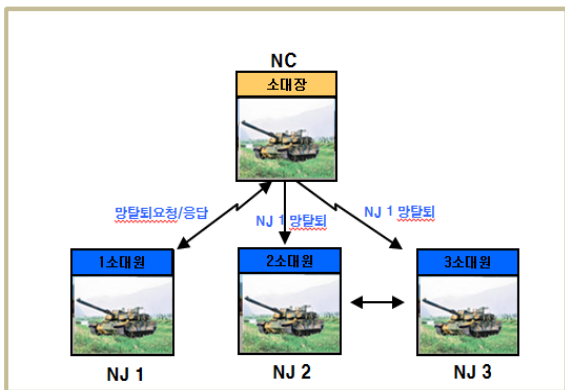 NC
소대장
망탈퇴요청/응답
NJ 1 망탈퇴
NJ 1 망탈퇴
1소대원
2소대원
3소대원
NJ 1
NJ 2
NJ 3